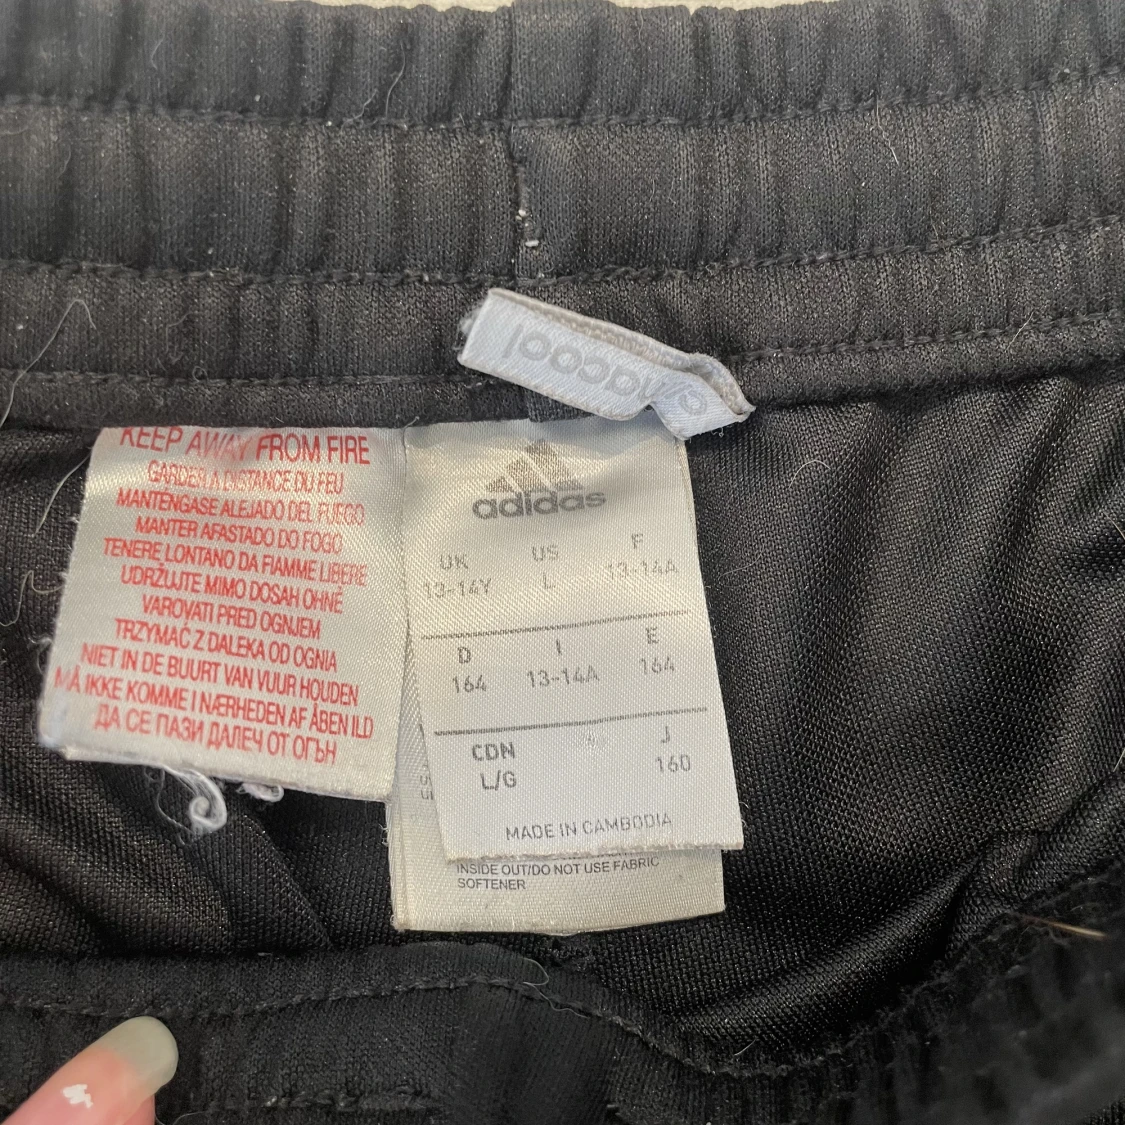 climacool
KEEP AWAY FROM FIRE
GARDER À DISTANCE DU FEU
MANTENGASE ALEJADO DEL FUEGO
MANTER AFASTADO DO FOGO
TENERE LONTANO DA FIAMME LIBERE
UDRŽUJTE MIMO DOSAH OHNĚ
VAROVATI PRED OGNJEM
TRZYMAĆ Z DALEKA OD OGNIA
NIET IN DE BUURT VAN VUUR HOUDEN
MÅ IKKE KOMME I NÆRHEDEN AF ÅBEN ILD
ДА СЕ ПАЗИ ДАЛЕЧ ОТ ОГЪН
adidas
UK US F
13-14Y L 13-14A
D I E
164 13-14A 164
CDN J
L/G 160
MADE IN CAMBODIA
INSIDE OUT/DO NOT USE FABRIC
SOFTENER